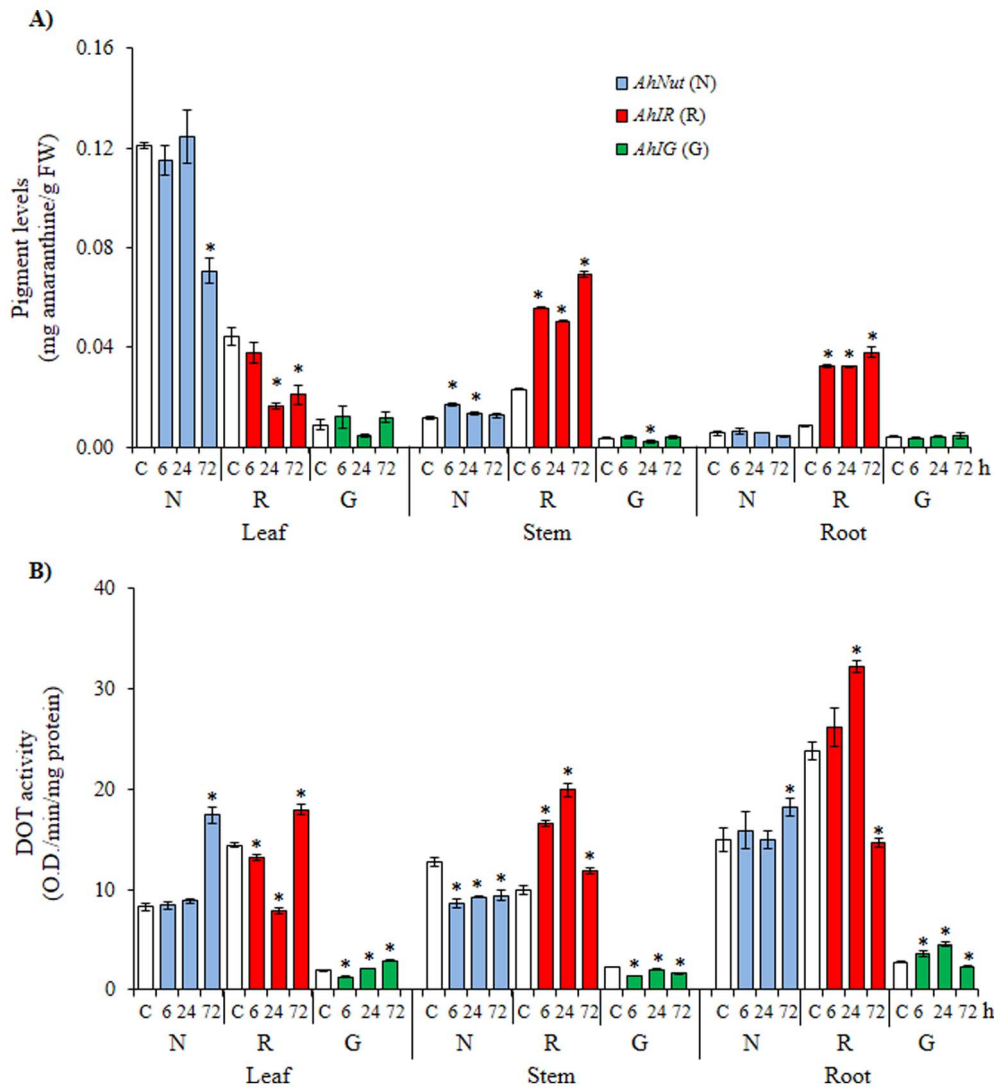 A)
0.16
0.12
0.08
0.04
0.00
Pigment levels
(mg amaranthine/g FW)
AhNut (N)
AhIR (R)
AhIG (G)
* * * * * * * * * * * *
C 6 24 72 C 6 24 72 C 6 24 72 C 6 24 72 C 6 24 72 C 6 24 72 C 6 24 72 C 6 24 72 C 6 24 72 h
N R G N R G N R G
Leaf Stem Root
B)
40
30
20
10
0
DOT activity
(O.D./min/mg protein)
* * * * * * * * * * * * * * * * * * * * * *
C 6 24 72 C 6 24 72 C 6 24 72 C 6 24 72 C 6 24 72 C 6 24 72 C 6 24 72 C 6 24 72 C 6 24 72 h
N R G N R G N R G
Leaf Stem Root